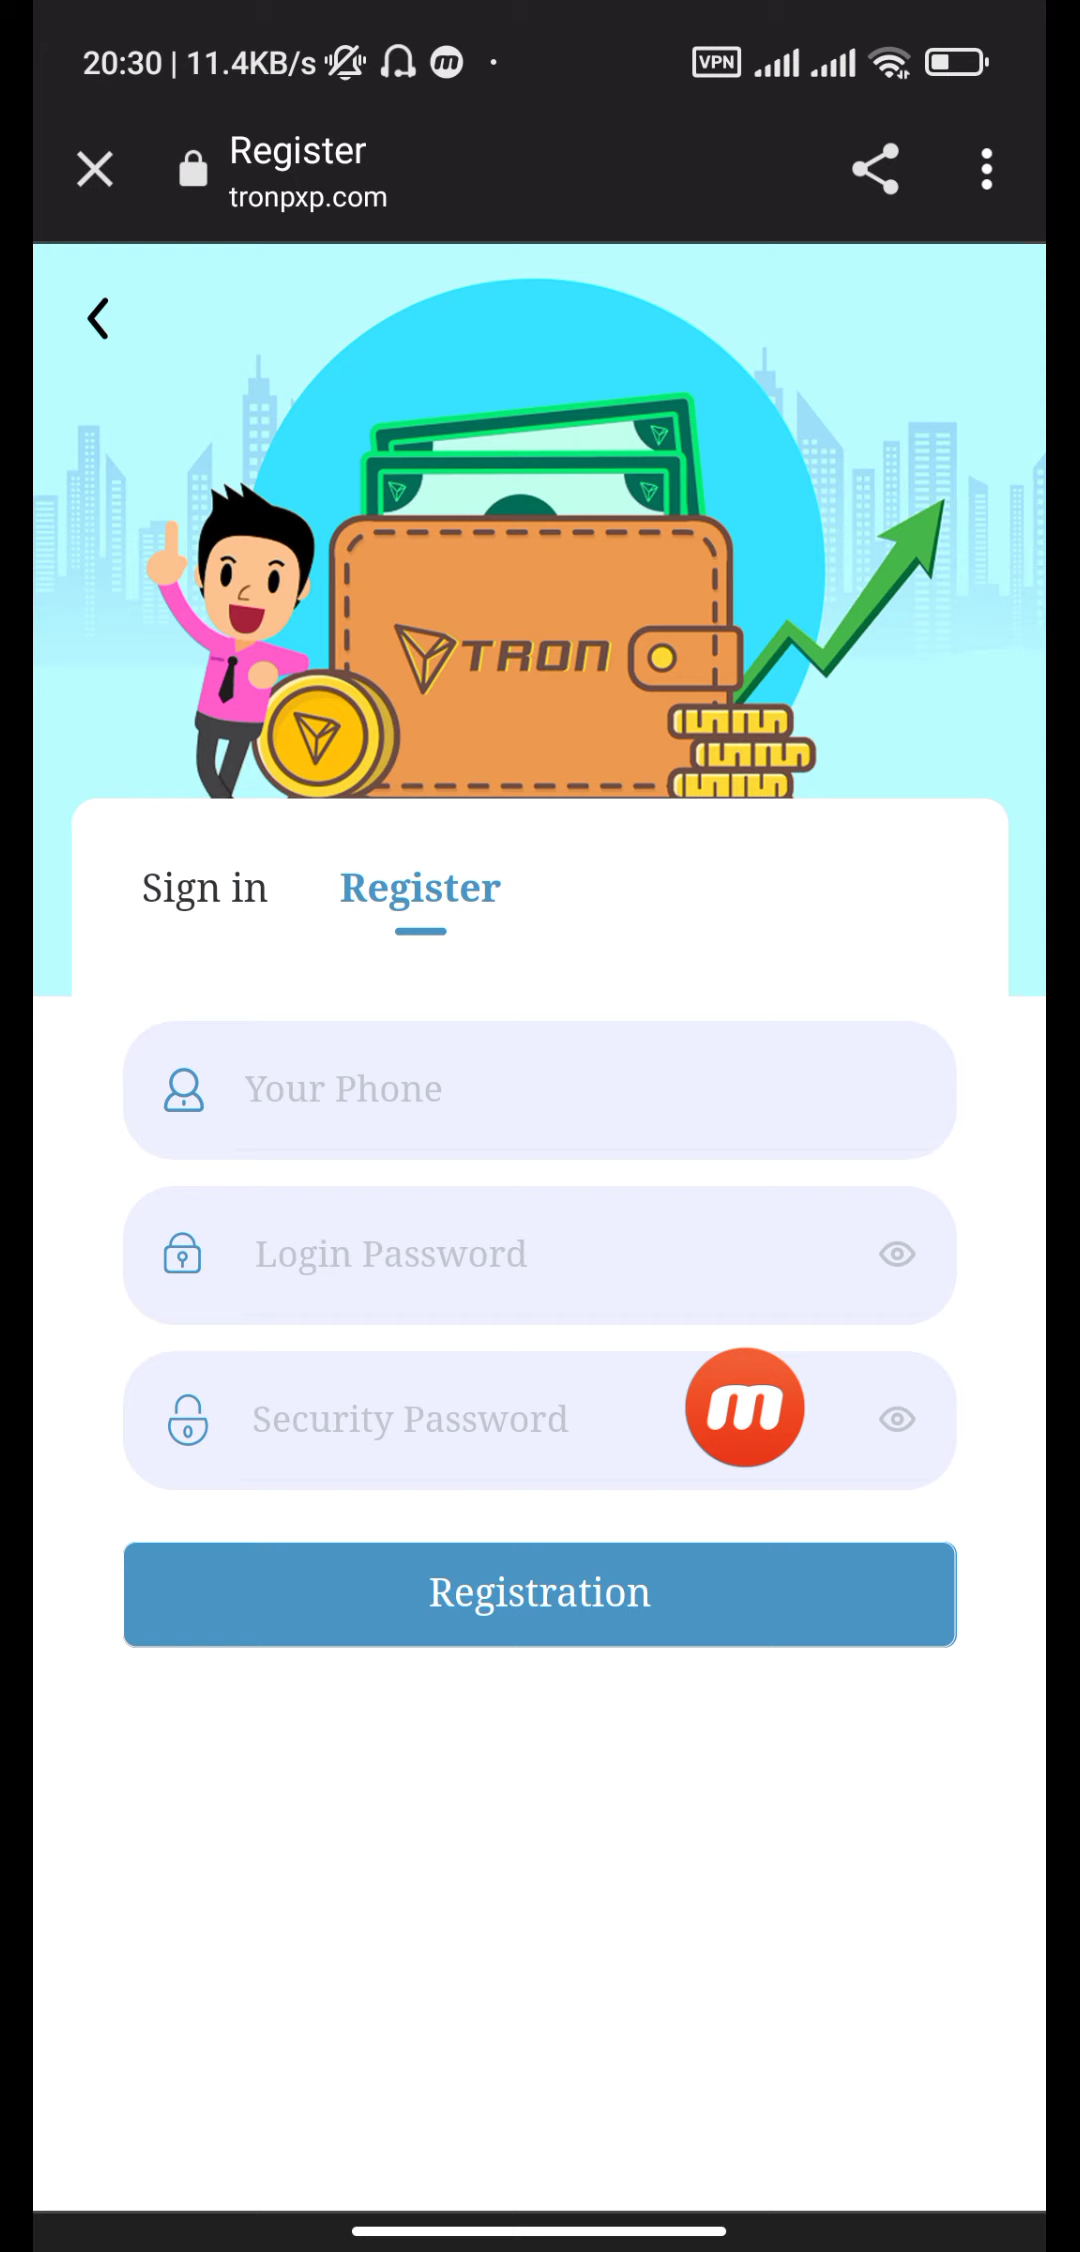 20:30 | 11.4KB/s
VPN
Register
tronpxp.com
TRON
Sign in
Register
Your Phone
Login Password
Security Password
m
Registration